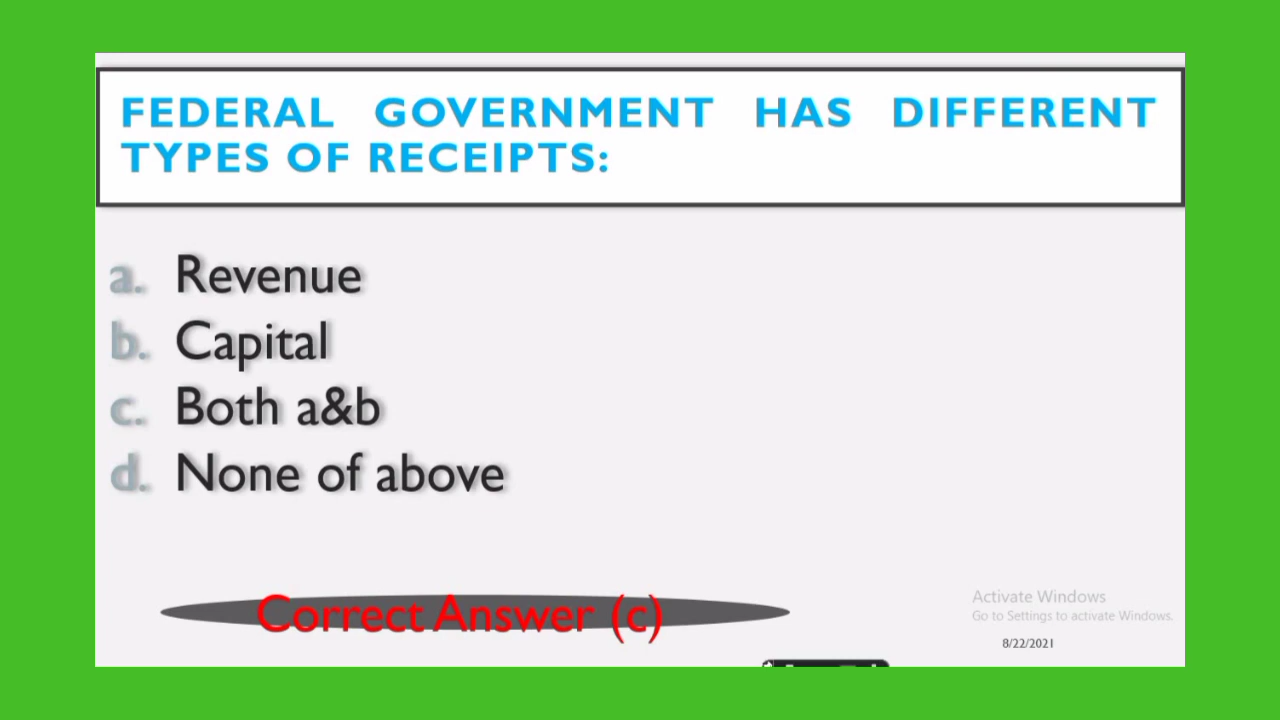 FEDERAL GOVERNMENT HAS DIFFERENT
TYPES OF RECEIPTS:
a. Revenue
b. Capital
c. Both a&b
d. None of above
Correct Answer (c)
Activate Windows
Go to Settings to activate Windows.
8/22/2021